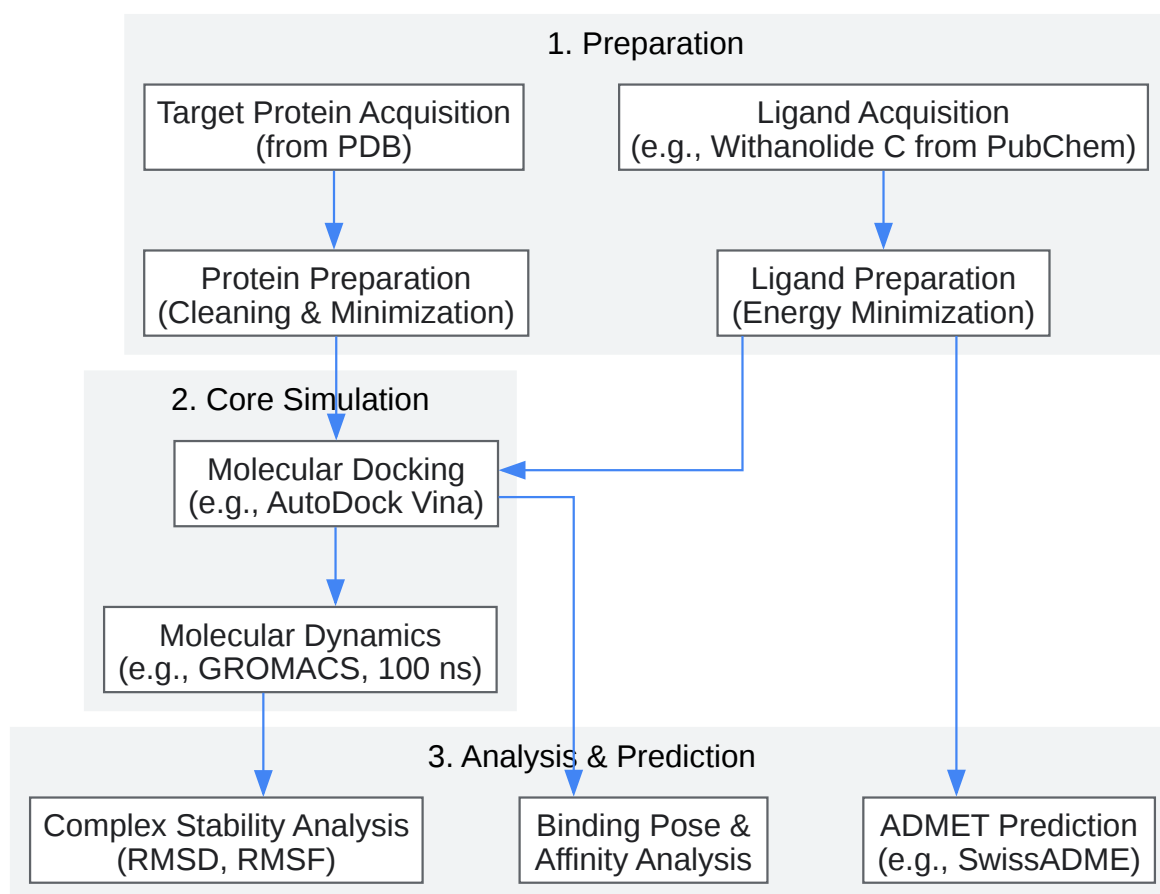 1. Preparation
Target Protein Acquisition
(from PDB)
Ligand Acquisition
(e.g., Withanolide C from PubChem)
Protein Preparation
(Cleaning & Minimization)
Ligand Preparation
(Energy Minimization)
2. Core Simulation
Molecular Docking
(e.g., AutoDock Vina)
Molecular Dynamics
(e.g., GROMACS, 100 ns)
3. Analysis & Prediction
Complex Stability Analysis
(RMSD, RMSF)
Binding Pose &
Affinity Analysis
ADMET Prediction
(e.g., SwissADME)